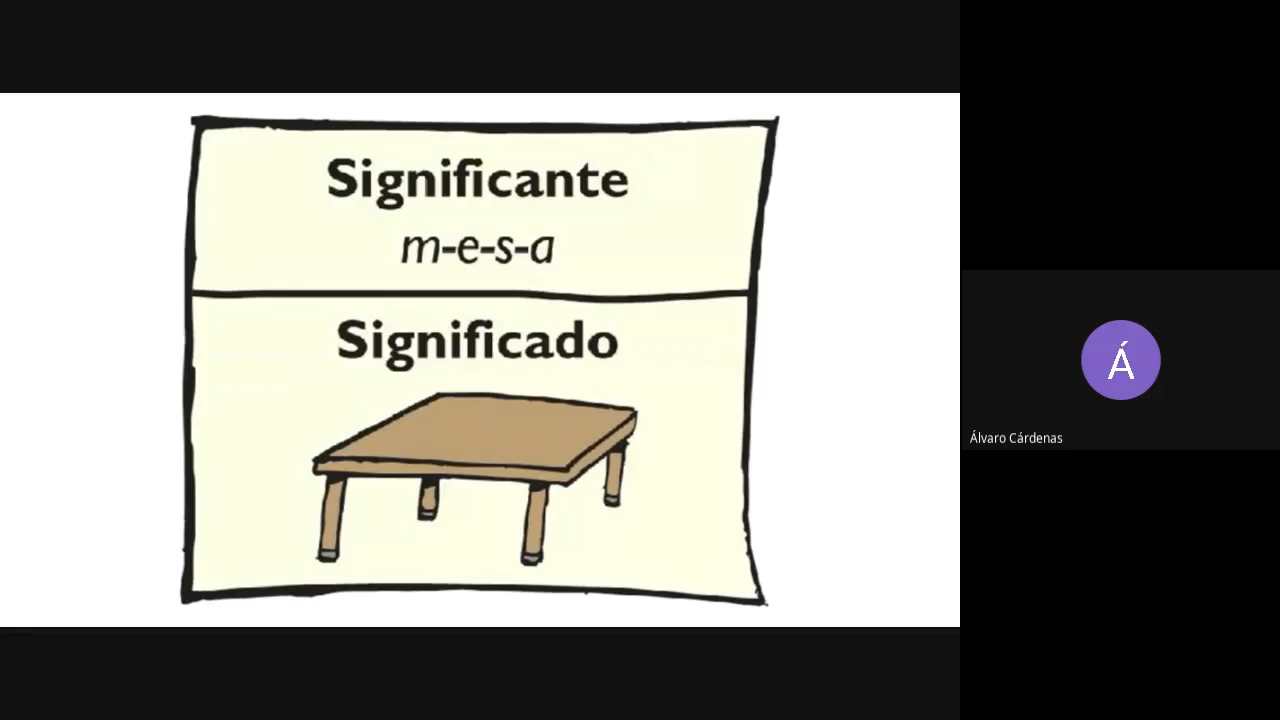 Significante
m-e-s-a
Significado
Á
Álvaro Cárdenas